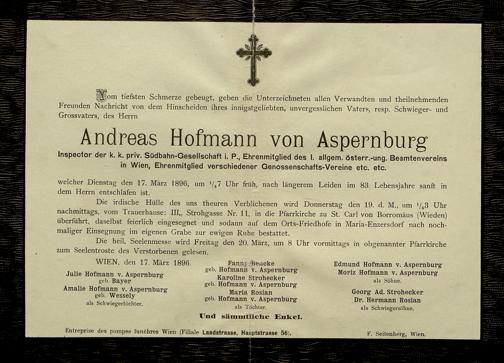 Vom tiefsten Schmerze gebeugt, geben die Unterzeichneten allen Verwandten und theilnehmenden
Freunden Nachricht von dem Hinscheiden ihres innigstgeliebten, unvergesslichen Vaters, resp. Schwieger- und
Grossvaters, des Herrn
Andreas Hofmann von Aspernburg
Inspector der k. k. priv. Südbahn-Gesellschaft i. P., Ehrenmitglied des I. allgem. österr.-ung. Beamtenvereins
in Wien, Ehrenmitglied verschiedener Genossenschafts-Vereine etc. etc.
welcher Dienstag den 17. März 1896, um 1/47 Uhr früh, nach längerem Leiden im 83 Lebensjahre sanft in
dem Herrn entschlafen ist.
Die irdische Hülle des uns theuren Verblichenen wird Donnerstag den 19. d. M., um Uhr
nachmittags, vom Trauerhause: III., Strohgasse Nr. 11, in die Pfarrkirche zu St. Carl von Borromäus (Wieden)
überführt, daselbst feierlich eingesegnet und sodann auf dem Orts-Friedhofe in Maria-Enzersdorf nach noch-
maliger Einsegnung im eigenen Grabe zur ewigen Ruhe bestattet.
Die heil. Seelenmesse wird Freitag den 20. März, um 8 Uhr vormittags in obgenannter Pfarrkirche
zum Seelentroste des Verstorbenen gelesen.
WIEN, den 17. März 1896.
Julie Hofmann v. Aspernburg
geb. Bayer
Amalie Hofmann v. Aspernburg
geb. Wessely
als Schwiegertöchter.
Fanny
geb. Hofmann v. Aspernburg
Karoline Strohecker
geb. Hofmann v. Aspernburg
Maria Rosian
geb. Hofmann v. Aspernburg
als Töchter.
Edmund Hofmann v. Aspernburg
Moriz Hofmann v. Aspernburg
als Söhne.
Georg Ad. Strohecker
Dr. Hermann Rosian
als Schwiegersöhne.
Und sämmtliche Enkel.
Entreprise des pompes funèbres Wien (Filiale Landstrasse, Hauptstrasse 56).
F. Seitenberg, Wien.